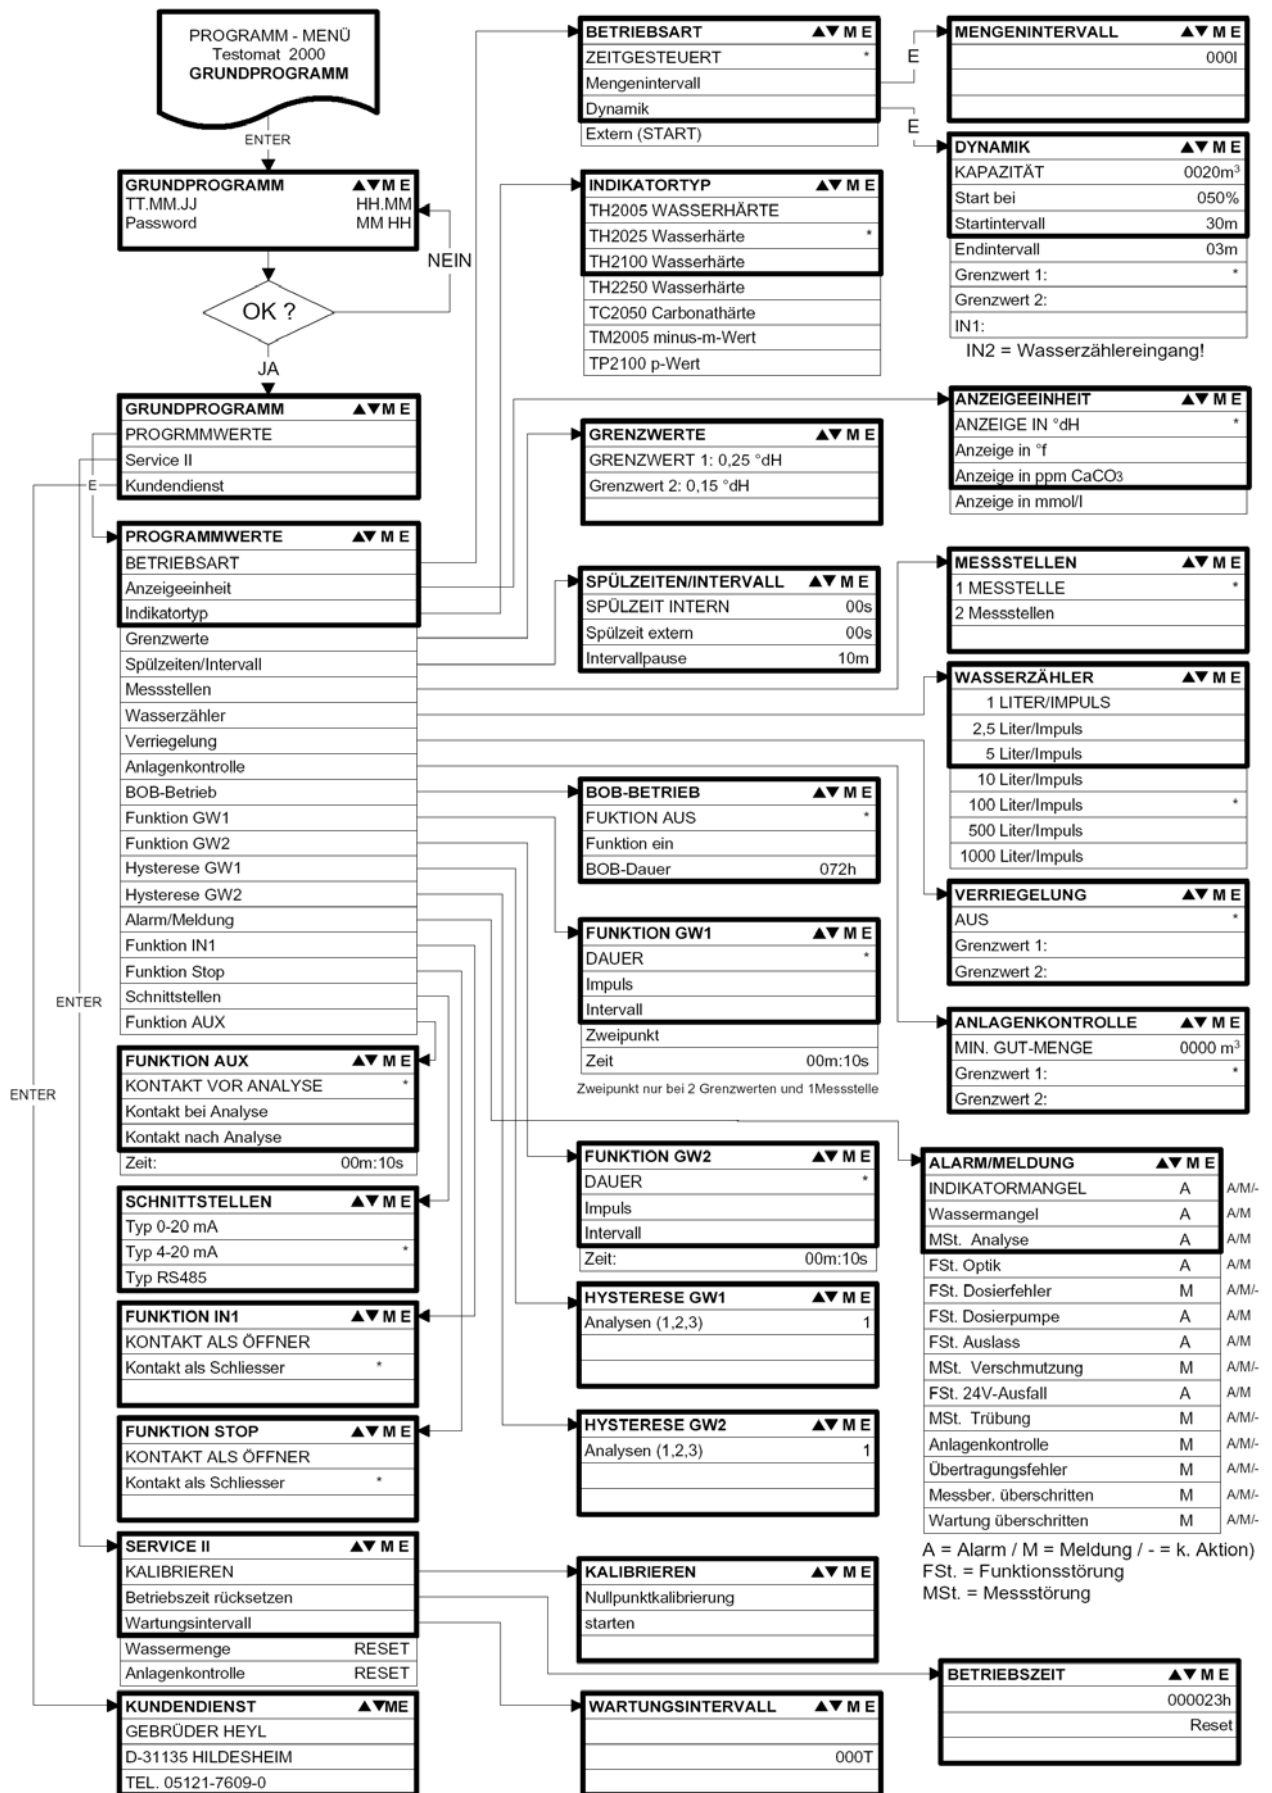 PROGRAMM - MENÜ
Testomat 2000
GRUNDPROGRAMM
ENTER
GRUNDPROGRAMM ▲▼ M E
TT.MM.JJ HH.MM
Password MM HH
NEIN
OK ?
JA
GRUNDPROGRAMM ▲▼ M E
PROGRMMWERTE
Service II
Kundendienst
E
PROGRAMMWERTE ▲▼ M E
BETRIEBSART
Anzeigeeinheit
Indikatortyp
Grenzwerte
Spülzeiten/Intervall
Messstellen
Wasserzähler
Verriegelung
Anlagenkontrolle
BOB-Betrieb
Funktion GW1
Funktion GW2
Hysterese GW1
Hysterese GW2
Alarm/Meldung
Funktion IN1
Funktion Stop
Schnittstellen
Funktion AUX
ENTER
ENTER
FUNKTION AUX ▲▼ M E
KONTAKT VOR ANALYSE *
Kontakt bei Analyse
Kontakt nach Analyse
Zeit: 00m:10s
SCHNITTSTELLEN ▲▼ M E
Typ 0-20 mA
Typ 4-20 mA *
Typ RS485
FUNKTION IN1 ▲▼ M E
KONTAKT ALS ÖFFNER
Kontakt als Schliesser *
FUNKTION STOP ▲▼ M E
KONTAKT ALS ÖFFNER
Kontakt als Schliesser *
SERVICE II ▲▼ M E
KALIBRIEREN
Betriebszeit rücksetzen
Wartungsintervall
Wassermenge RESET
Anlagenkontrolle RESET
KUNDENDIENST ▲▼ME
GEBRÜDER HEYL
D-31135 HILDESHEIM
TEL. 05121-7609-0
BETRIEBSART ▲▼ M E
ZEITGESTEUERT *
Mengenintervall
Dynamik
Extern (START)
E
E
INDIKATORTYP ▲▼ M E
TH2005 WASSERHÄRTE
TH2025 Wasserhärte *
TH2100 Wasserhärte
TH2250 Wasserhärte
TC2050 Carbonathärte
TM2005 minus-m-Wert
TP2100 p-Wert
GRENZWERTE ▲▼ M E
GRENZWERT 1: 0,25 °dH
Grenzwert 2: 0,15 °dH
SPÜLZEITEN/INTERVALL ▲▼ M E
SPÜLZEIT INTERN 00s
Spülzeit extern 00s
Intervallpause 10m
BOB-BETRIEB ▲▼ M E
FUKTION AUS *
Funktion ein
BOB-Dauer 072h
FUNKTION GW1 ▲▼ M E
DAUER *
Impuls
Intervall
Zweipunkt
Zeit 00m:10s
Zweipunkt nur bei 2 Grenzwerten und 1Messstelle
FUNKTION GW2 ▲▼ M E
DAUER *
Impuls
Intervall
Zeit: 00m:10s
HYSTERESE GW1 ▲▼ M E
Analysen (1,2,3) 1
HYSTERESE GW2 ▲▼ M E
Analysen (1,2,3) 1
KALIBRIEREN ▲▼ M E
Nullpunktkalibrierung
starten
WARTUNGSINTERVALL ▲▼ M E
000T
MENGENINTERVALL ▲▼ M E
000l
DYNAMIK ▲▼ M E
KAPAZITÄT 0020m³
Start bei 050%
Startintervall 30m
Endintervall 03m
Grenzwert 1: *
Grenzwert 2:
IN1:
IN2 = Wasserzählereingang!
ANZEIGEEINHEIT ▲▼ M E
ANZEIGE IN °dH *
Anzeige in °f
Anzeige in ppm CaCO3
Anzeige in mmol/l
MESSSTELLEN ▲▼ M E
1 MESSTELLE *
2 Messstellen
WASSERZÄHLER ▲▼ M E
1 LITER/IMPULS
2,5 Liter/Impuls
5 Liter/Impuls
10 Liter/Impuls
100 Liter/Impuls *
500 Liter/Impuls
1000 Liter/Impuls
VERRIEGELUNG ▲▼ M E
AUS *
Grenzwert 1:
Grenzwert 2:
ANLAGENKONTROLLE ▲▼ M E
MIN. GUT-MENGE 0000 m³
Grenzwert 1: *
Grenzwert 2:
ALARM/MELDUNG ▲▼ M E
INDIKATORMANGEL A A/M/-
Wassermangel A A/M
MSt. Analyse A A/M
FSt. Optik A A/M
FSt. Dosierfehler M A/M/-
FSt. Dosierpumpe A A/M
FSt. Auslass A A/M
MSt. Verschmutzung M A/M/-
FSt. 24V-Ausfall A A/M
MSt. Trübung M A/M/-
Anlagenkontrolle M A/M/-
Übertragungsfehler M A/M/-
Messber. überschritten M A/M/-
Wartung überschritten M A/M/-
A = Alarm / M = Meldung / - = k. Aktion)
FSt. = Funktionsstörung
MSt. = Messstörung
BETRIEBSZEIT ▲▼ M E
000023h
Reset